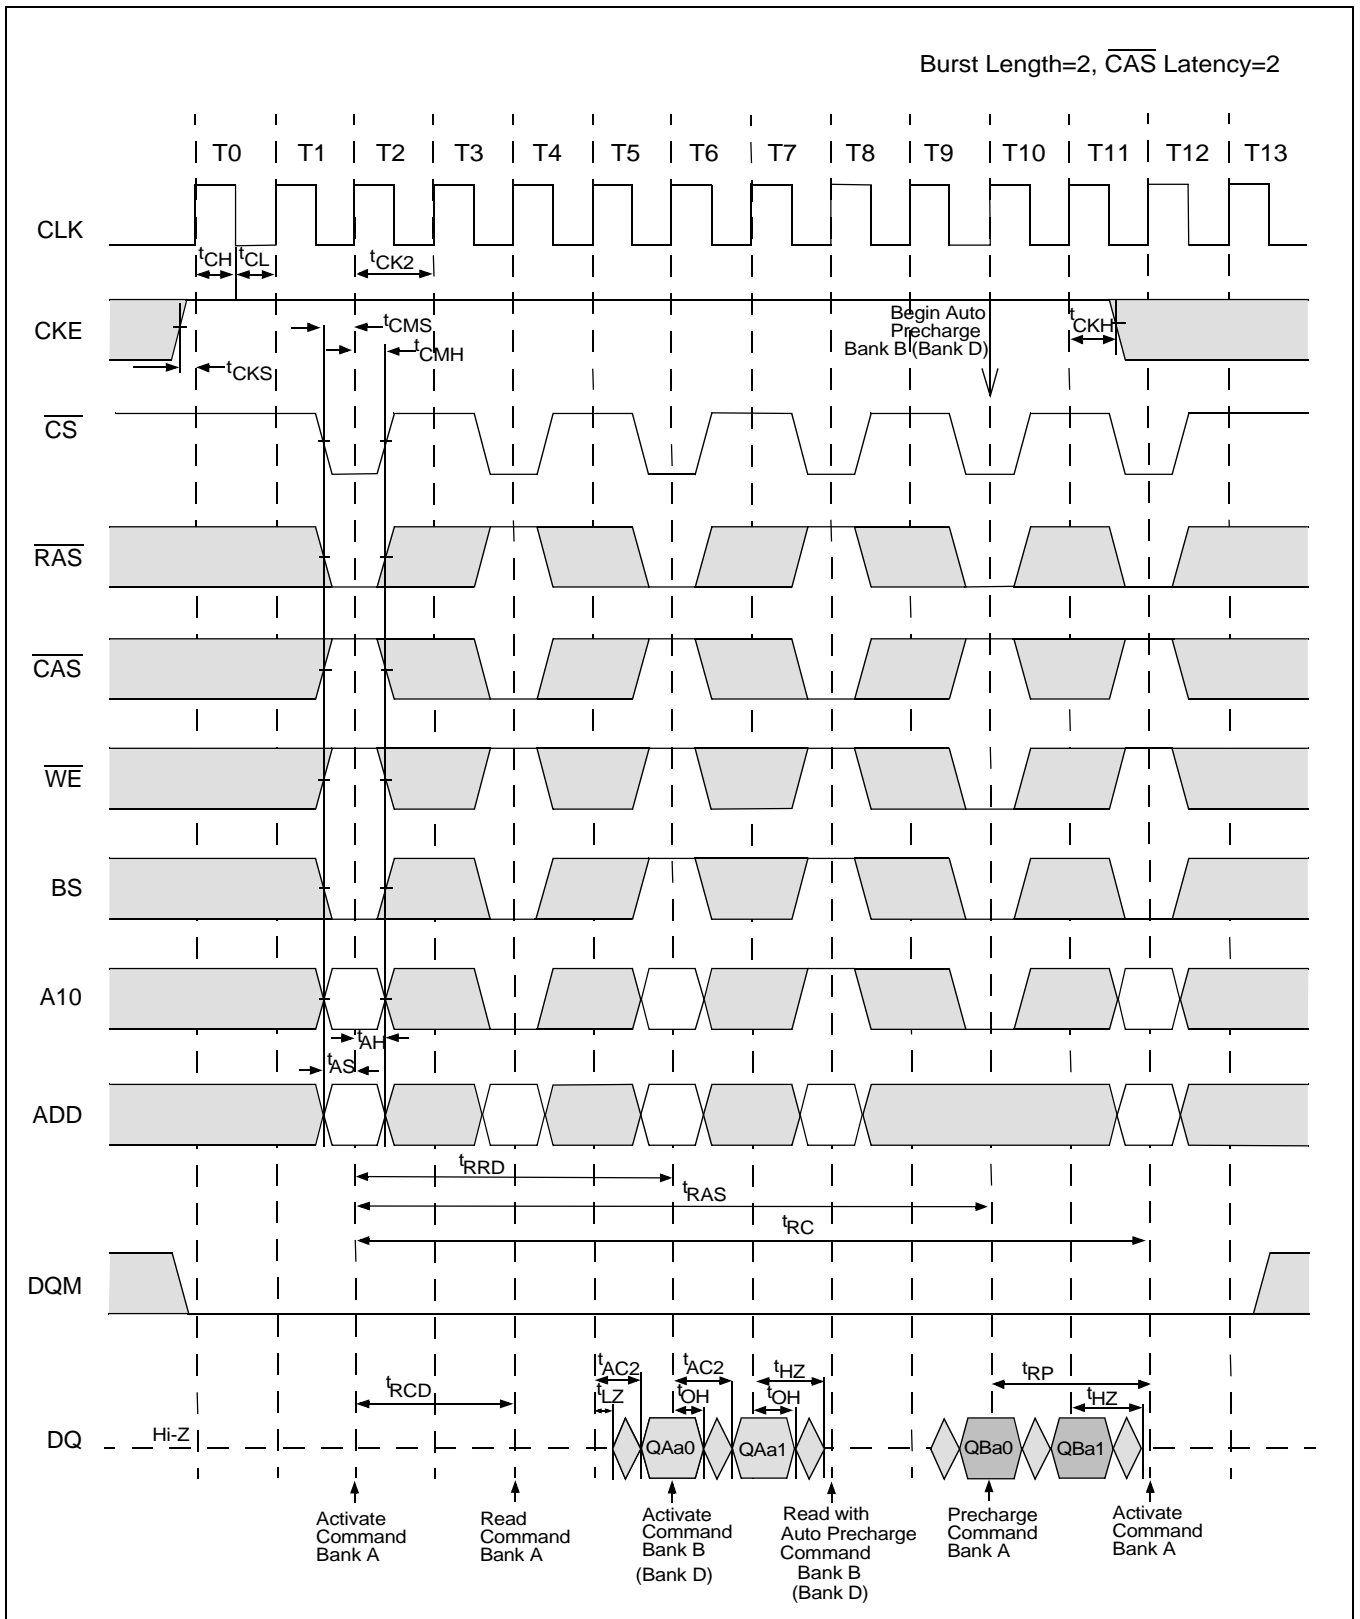 Burst Length=2, CAS Latency=2
T0 T1 T2 T3 T4 T5 T6 T7 T8 T9 T10 T11 T12 T13
CLK
tCH tCL tCK2
CKE
tCMS
tCMH
tCKS
Begin Auto
Precharge
Bank B (Bank D)
tCKH
CS
RAS
CAS
WE
BS
A10
tAH
tAS
ADD
tRRD
tRAS
tRC
DQM
tAC2 tAC2 tHZ tRP
tRCD tLZ tOH tOH tHZ
DQ
Hi-Z
QAa0 QAa1 QBa0 QBa1
Activate
Command
Bank A
Read
Command
Bank A
Activate
Command
Bank B
(Bank D)
Read with
Auto Precharge
Command
Bank B
(Bank D)
Precharge
Command
Bank A
Activate
Command
Bank A